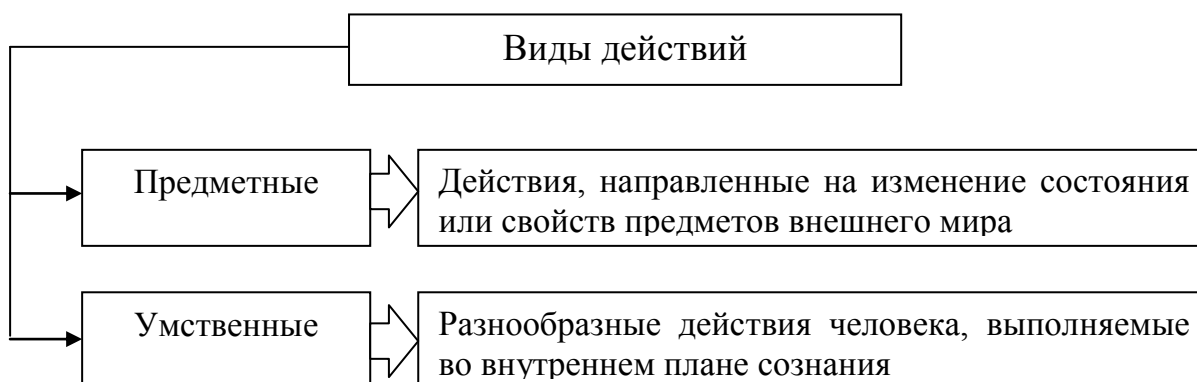 Виды действий
Предметные
Действия, направленные на изменение состояния
или свойств предметов внешнего мира
Умственные
Разнообразные действия человека, выполняемые
во внутреннем плане сознания